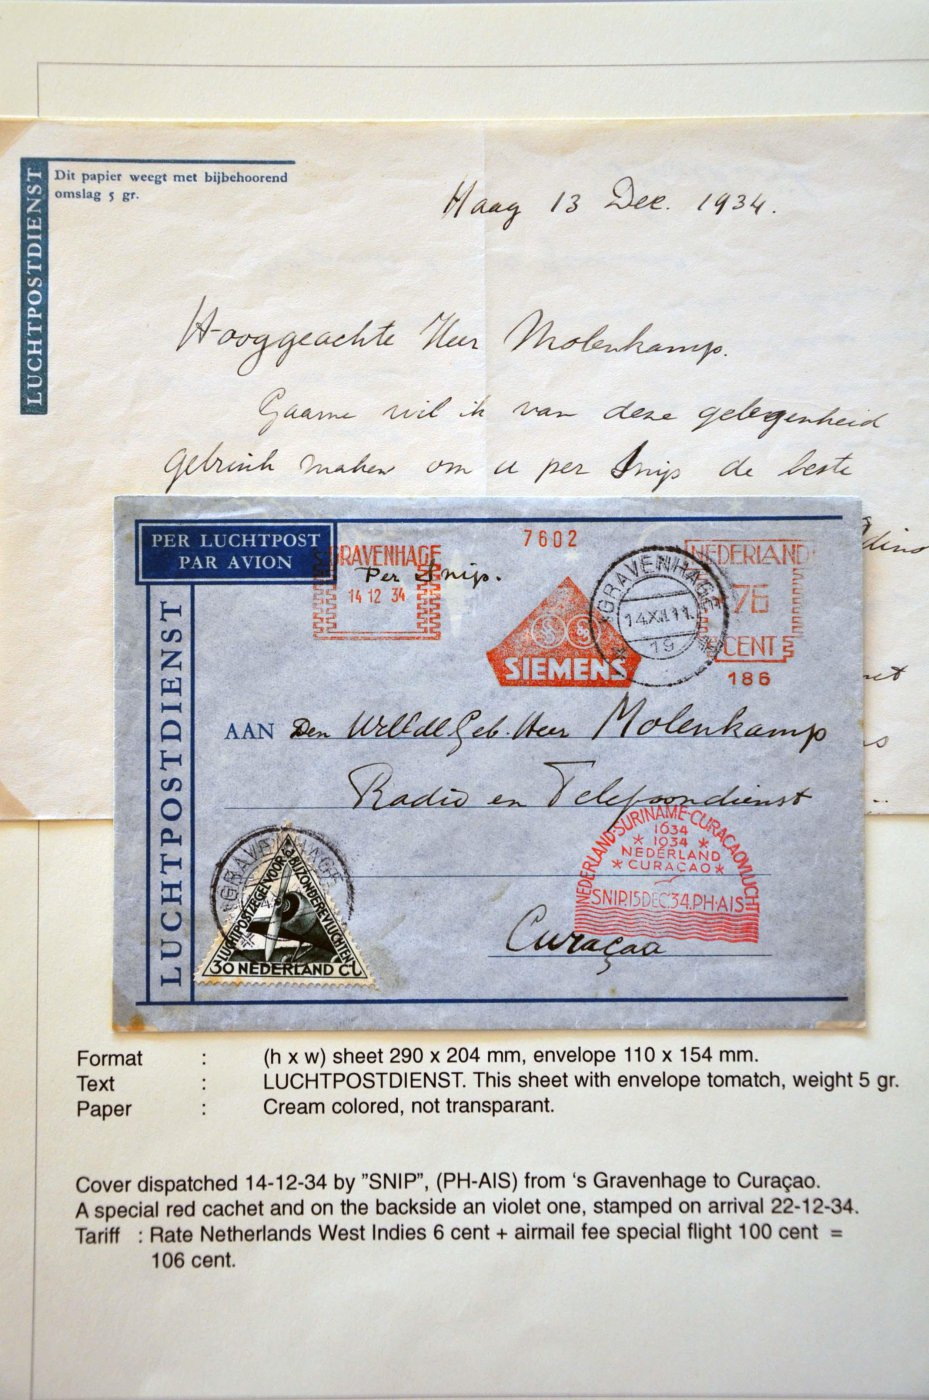 LUCHTPOSTDIENST
Dit papier weegt met bijbehoorend
omslag 5 gr.
Haag 13 Dec. 1934.
Hooggeachte Heer Molenkamp.
Gaarne wil ik van deze gelegenheid
gebruik maken om u per Snip de beste
PER LUCHTPOST
PAR AVION
LUCHTPOSTDIENST
GRAVENHAGE
14 12 34
Per Snip.
7602
SIEMENS
'SGRAVENHAGE
14.XII.11.
19
NEDERLAND
76
CENT
186
AAN Den WelEdelGeb. Heer Molenkamp
Radio en Telefoondienst
Curaçao
NEDERLAND-SURINAME-CURAÇAOVLUCHT
1634
* 1934 *
NEDERLAND
* CURAÇAO *
SNIP.15DEC.34.PH-AIS
'SGRAVENHAGE
LUCHTPOSTZEGEL VOOR BIJZONDERE VLUCHTEN
30 NEDERLAND CT
Format : (h x w) sheet 290 x 204 mm, envelope 110 x 154 mm.
Text : LUCHTPOSTDIENST. This sheet with envelope tomatch, weight 5 gr.
Paper : Cream colored, not transparant.
Cover dispatched 14-12-34 by ”SNIP”, (PH-AIS) from ‘s Gravenhage to Curaçao.
A special red cachet and on the backside an violet one, stamped on arrival 22-12-34.
Tariff : Rate Netherlands West Indies 6 cent + airmail fee special flight 100 cent =
106 cent.